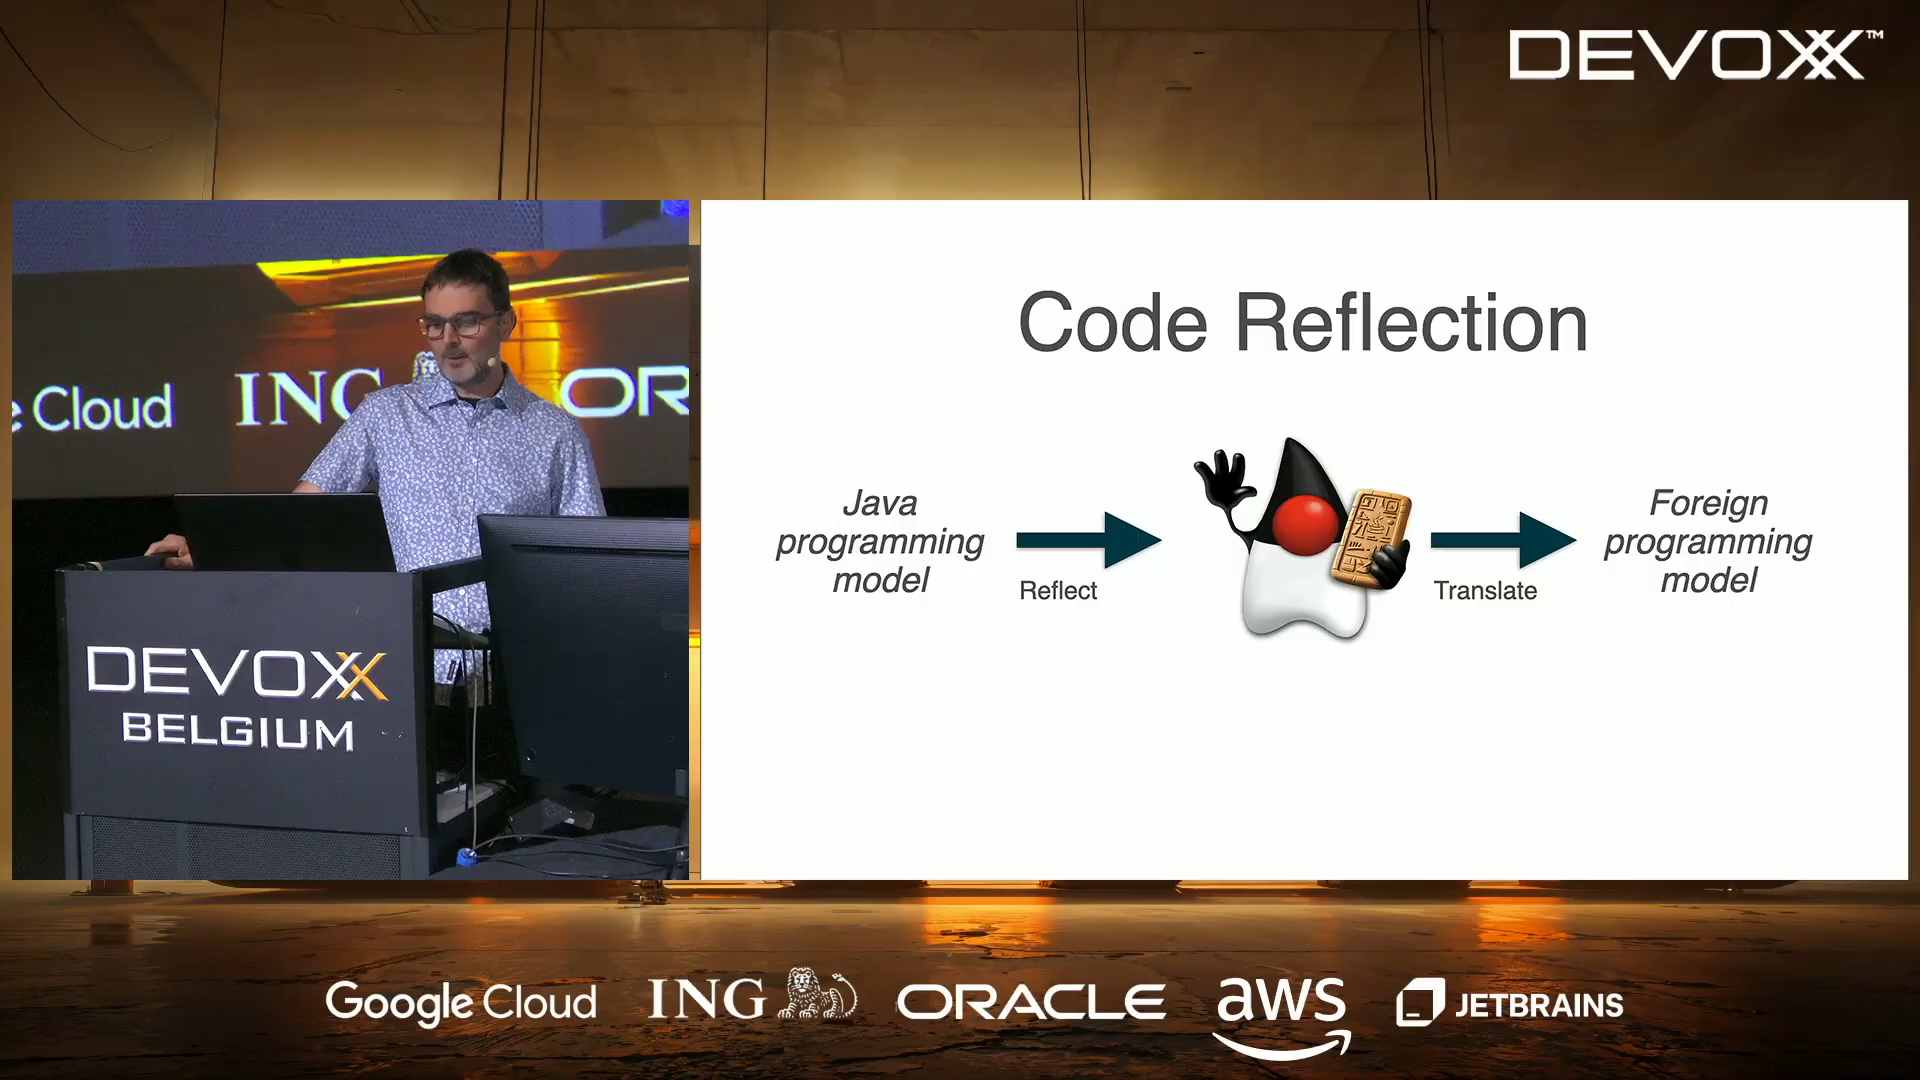 DEVOXX™
Cloud
ING
OR
DEVOXX
BELGIUM
Code Reflection
Java
programming
model
Reflect
Translate
Foreign
programming
model
Google Cloud
ING
ORACLE
aws
JETBRAINS